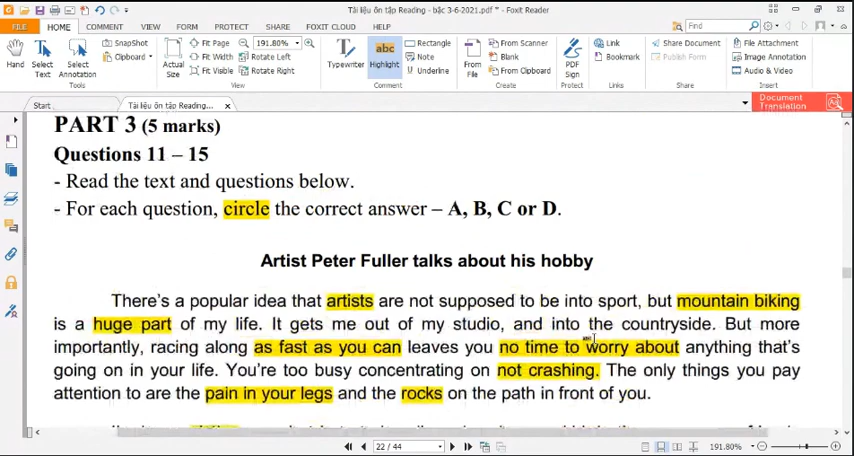 Tài liệu ôn tập Reading - bậc 3-6-2021.pdf * - Foxit Reader
FILE HOME COMMENT VIEW FORM PROTECT SHARE FOXIT CLOUD HELP
Find
Hand
Select Text
Select Annotation
SnapShot
Clipboard
Actual Size
Fit Page
Fit Width
Fit Visible
191.80%
Rotate Left
Rotate Right
Typewriter
Highlight
Rectangle
Note
Underline
From File
From Scanner
Blank
From Clipboard
PDF Sign
Link
Bookmark
Share Document
Publish Form
File Attachment
Image Annotation
Audio & Video
Tools View Comment Create Protect Links Share Insert
Start Tài liệu ôn tập Reading...
Document Translation
PART 3 (5 marks)
Questions 11 – 15
- Read the text and questions below.
- For each question, circle the correct answer – A, B, C or D.
Artist Peter Fuller talks about his hobby
There's a popular idea that artists are not supposed to be into sport, but mountain biking
is a huge part of my life. It gets me out of my studio, and into the countryside. But more
importantly, racing along as fast as you can leaves you no time to worry about anything that's
going on in your life. You're too busy concentrating on not crashing. The only things you pay
attention to are the pain in your legs and the rocks on the path in front of you.
22 / 44
191.80%